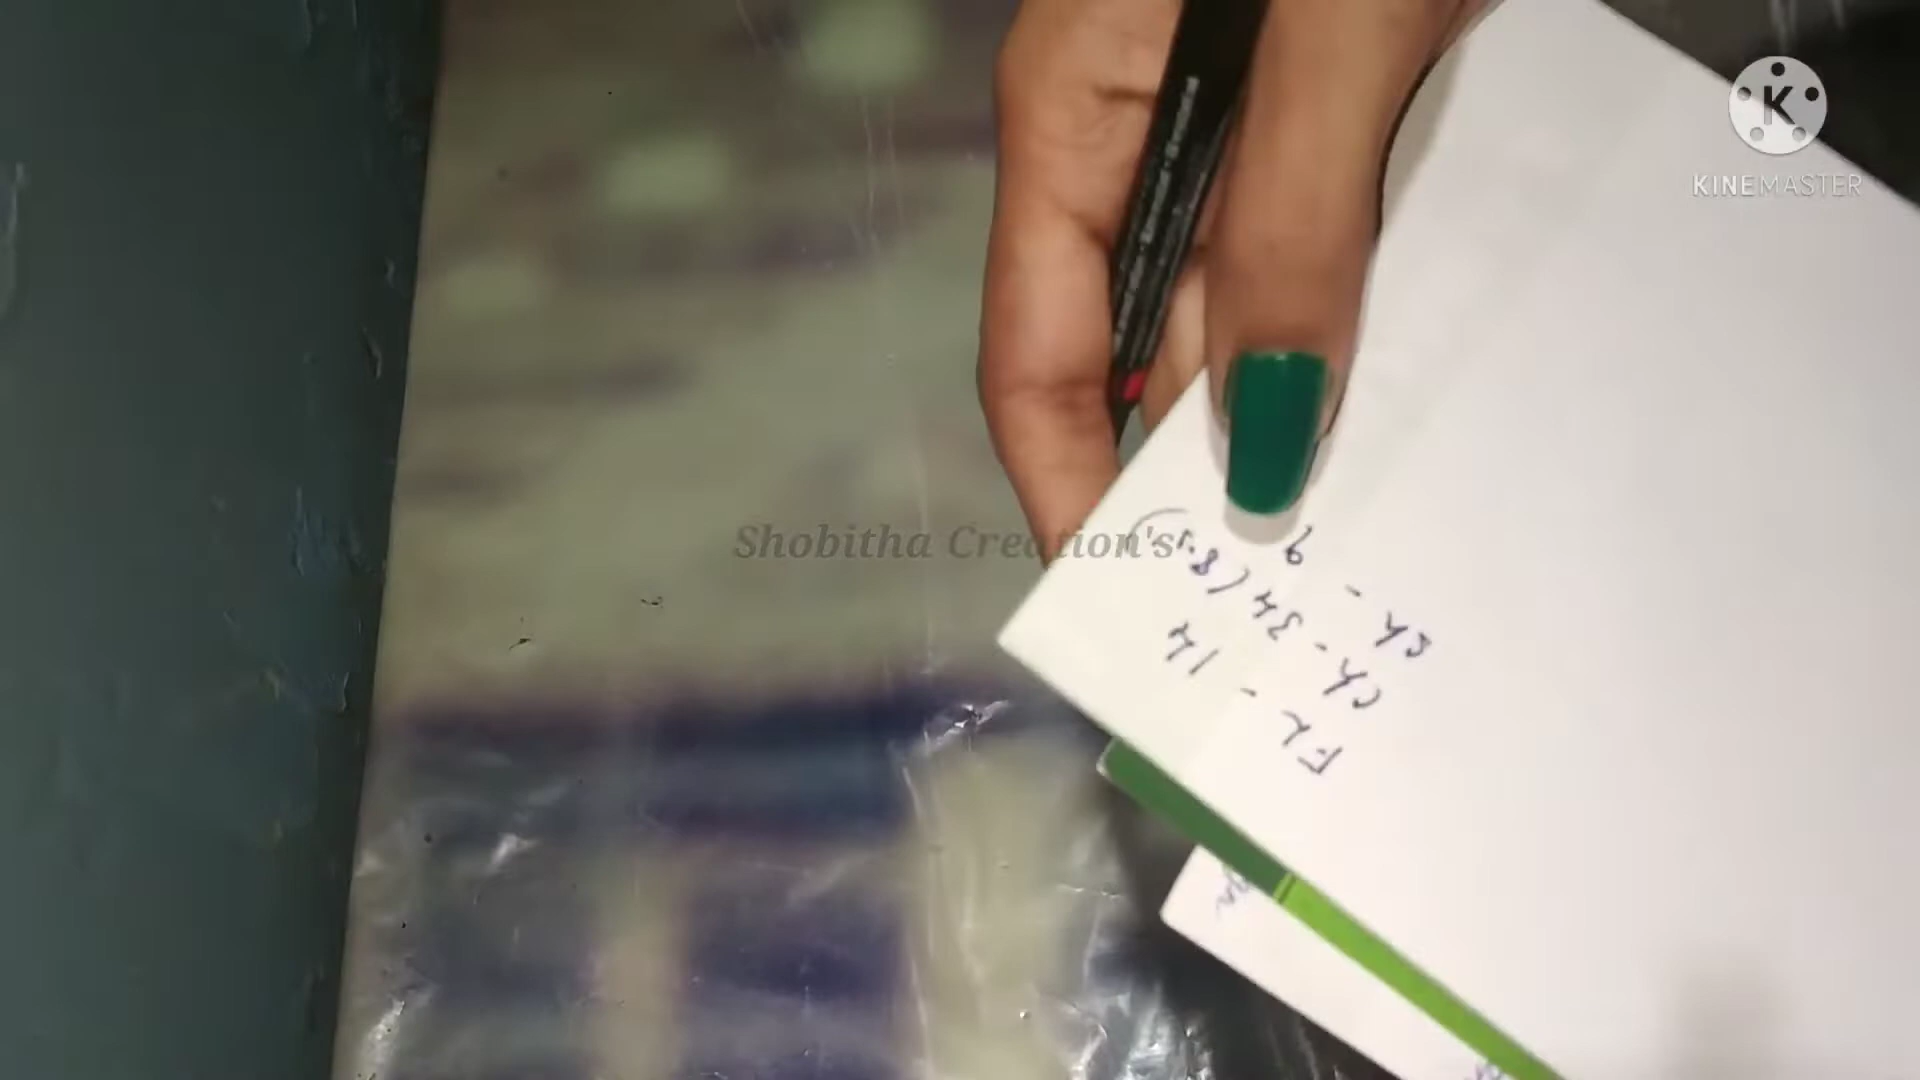 KINEMASTER
Shobitha Creation's
FL - 14
Ch - 34 (8.5)
Sh - 9